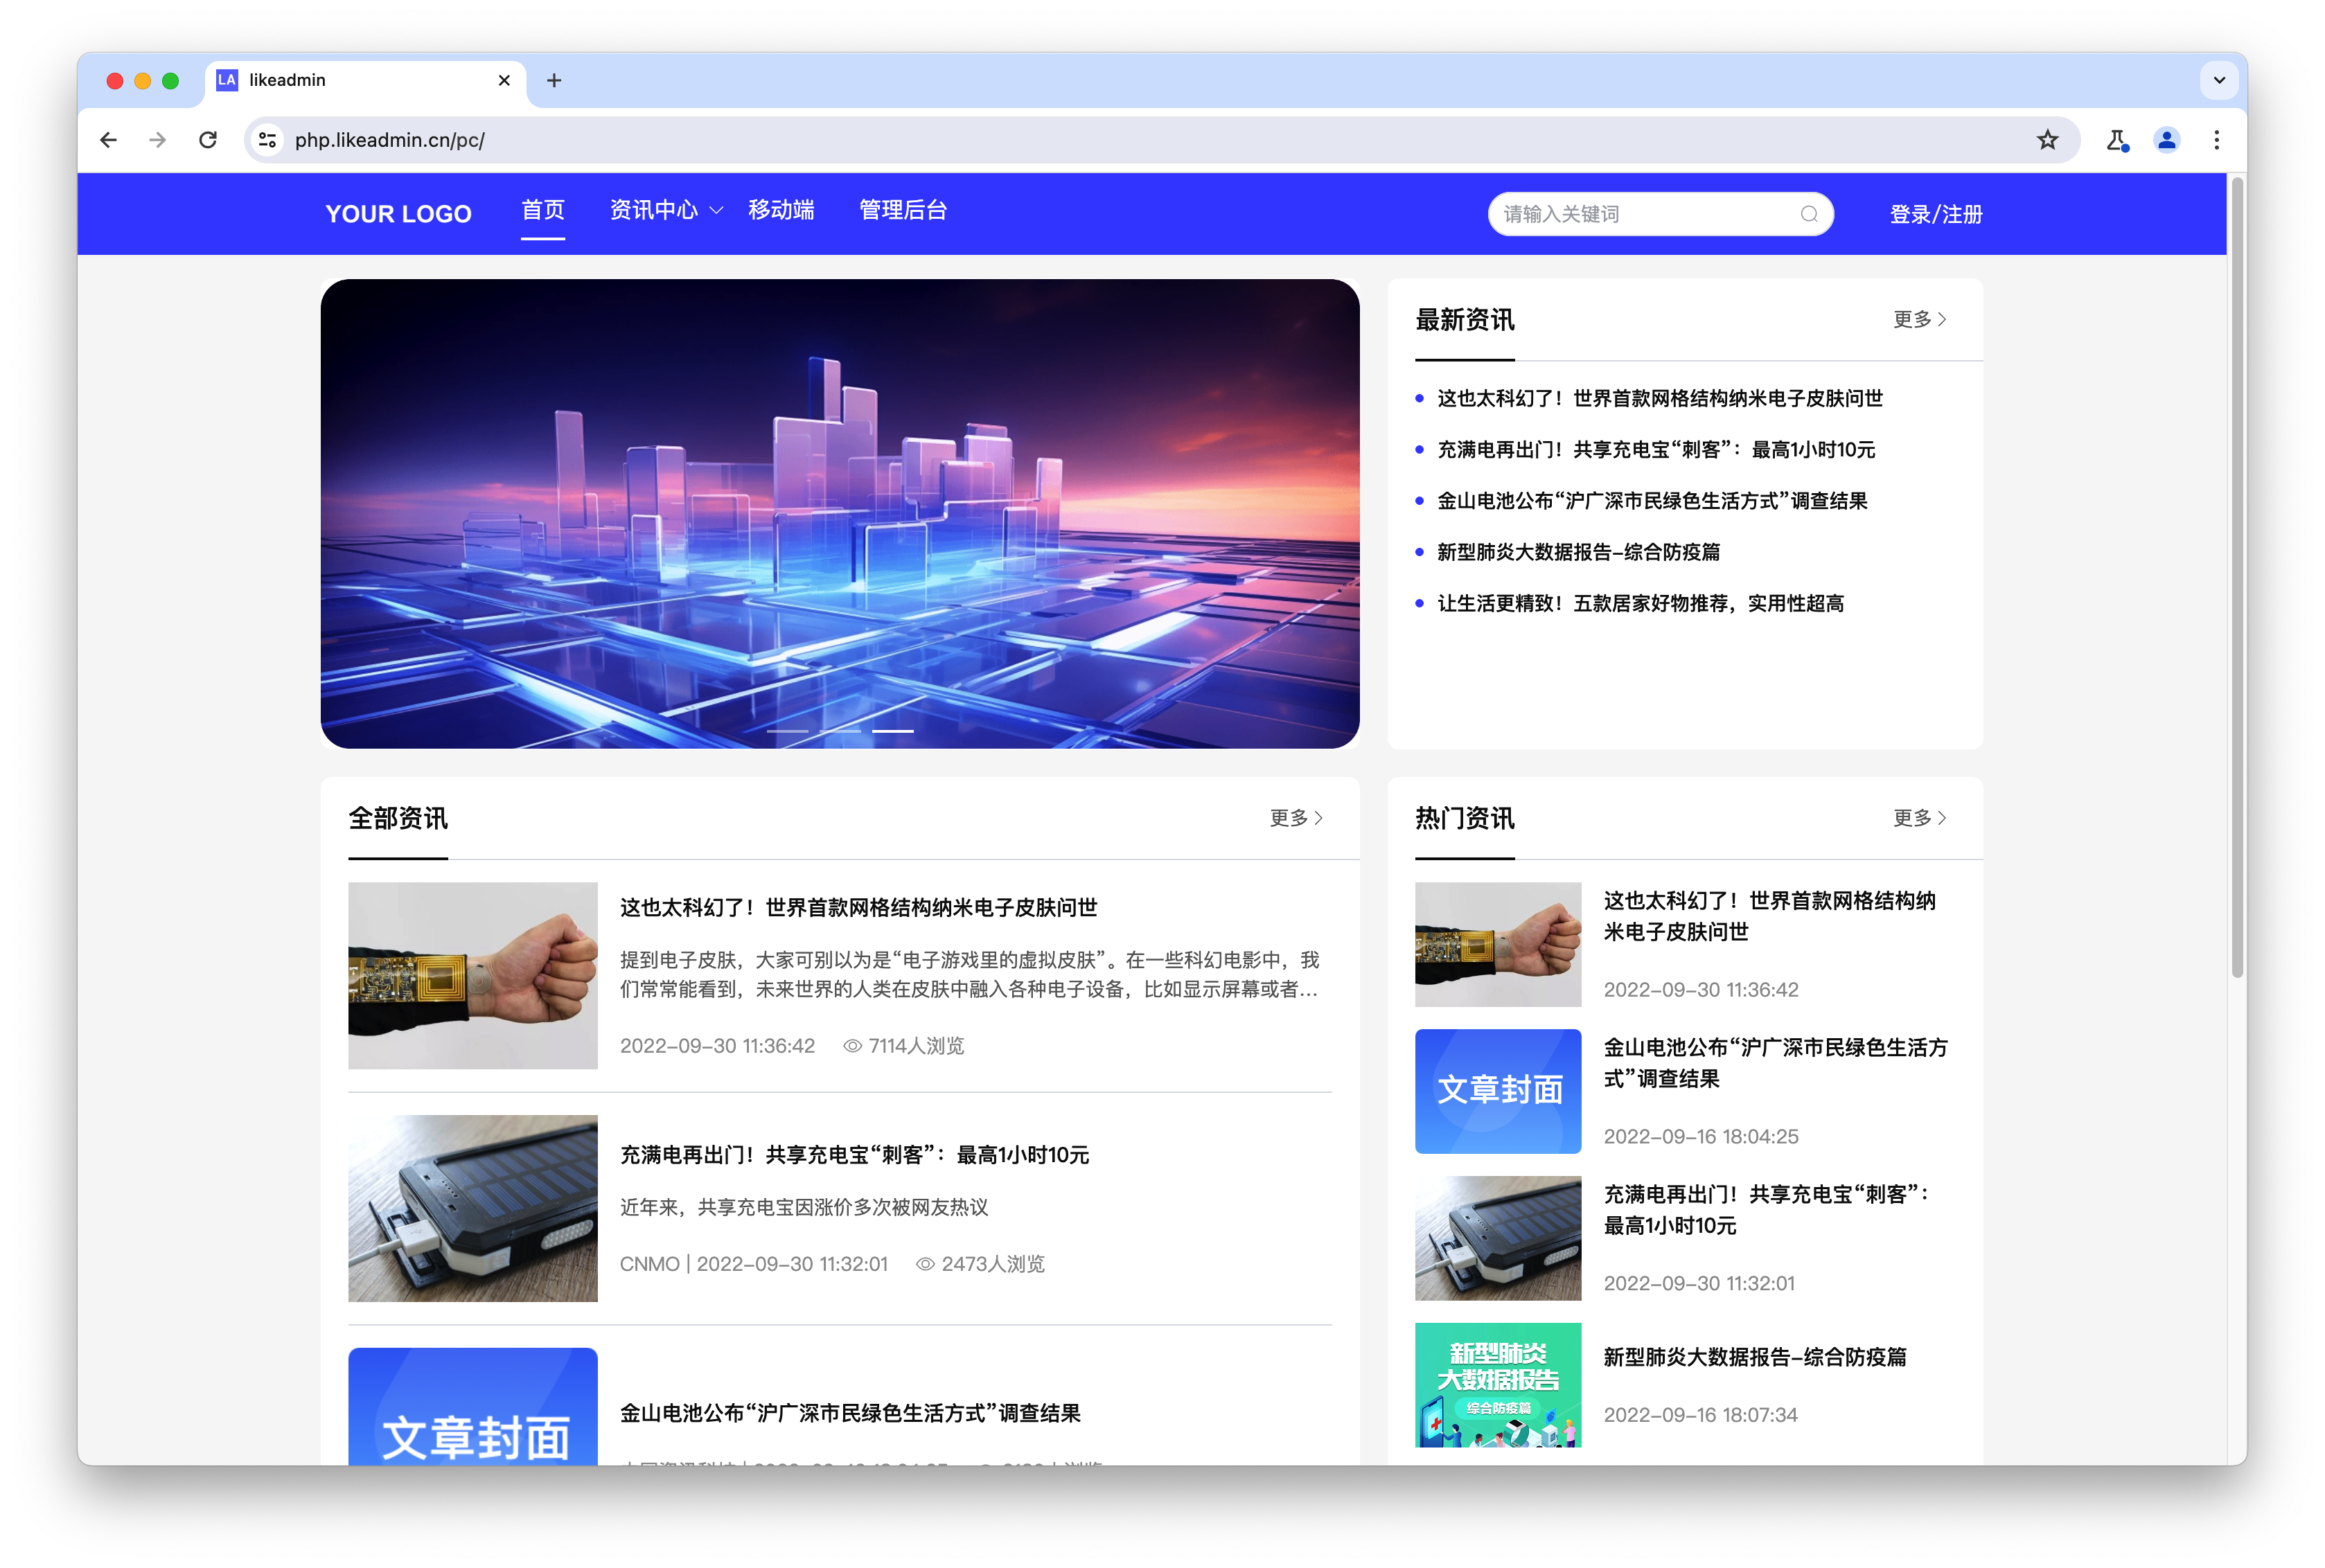 LA likeadmin
php.likeadmin.cn/pc/
YOUR LOGO 首页 资讯中心 移动端 管理后台 请输入关键词 登录/注册
最新资讯 更多
这也太科幻了！世界首款网格结构纳米电子皮肤问世
充满电再出门！共享充电宝“刺客”：最高1小时10元
金山电池公布“沪广深市民绿色生活方式”调查结果
新型肺炎大数据报告-综合防疫篇
让生活更精致！五款居家好物推荐，实用性超高
全部资讯 更多
这也太科幻了！世界首款网格结构纳米电子皮肤问世
提到电子皮肤，大家可别以为是“电子游戏里的虚拟皮肤”。在一些科幻电影中，我
们常常能看到，未来世界的人类在皮肤中融入各种电子设备，比如显示屏幕或者...
2022-09-30 11:36:42 7114人浏览
充满电再出门！共享充电宝“刺客”：最高1小时10元
近年来，共享充电宝因涨价多次被网友热议
CNMO | 2022-09-30 11:32:01 2473人浏览
文章封面
金山电池公布“沪广深市民绿色生活方式”调查结果
热门资讯 更多
这也太科幻了！世界首款网格结构纳
米电子皮肤问世
2022-09-30 11:36:42
文章封面
金山电池公布“沪广深市民绿色生活方
式”调查结果
2022-09-16 18:04:25
充满电再出门！共享充电宝“刺客”：
最高1小时10元
2022-09-30 11:32:01
新型肺炎
大数据报告
综合防疫篇
新型肺炎大数据报告-综合防疫篇
2022-09-16 18:07:34